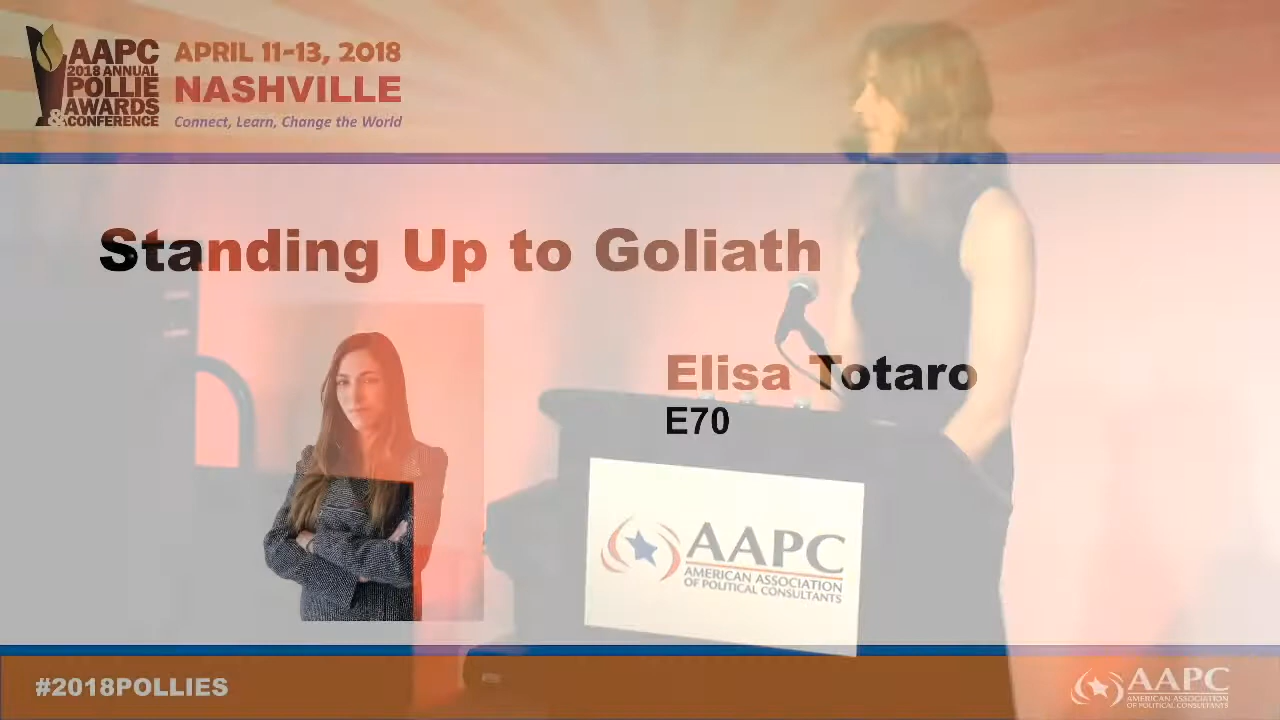 AAPC
2018 ANNUAL
POLLIE
AWARDS
&CONFERENCE
APRIL 11-13, 2018
NASHVILLE
Connect, Learn, Change the World
Standing Up to Goliath
Elisa Totaro
E70
AAPC
AMERICAN ASSOCIATION
OF POLITICAL CONSULTANTS
#2018POLLIES
AAPC
AMERICAN ASSOCIATION
OF POLITICAL CONSULTANTS